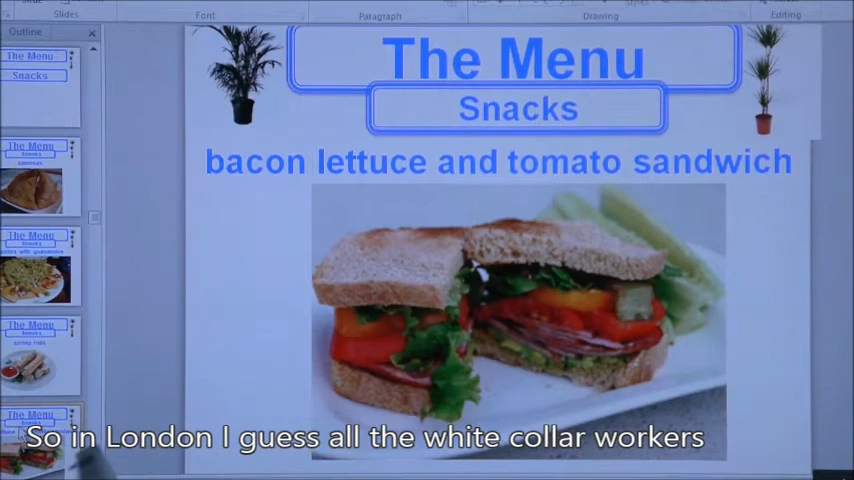 Slides
Font
Paragraph
Drawing
Editing
Outline
The Menu
Snacks
The Menu
Snacks
samosas
The Menu
Snacks
The Menu
Snacks
spring rolls
The Menu
Snacks
The Menu
Snacks
bacon lettuce and tomato sandwich
So in London I guess all the white collar workers